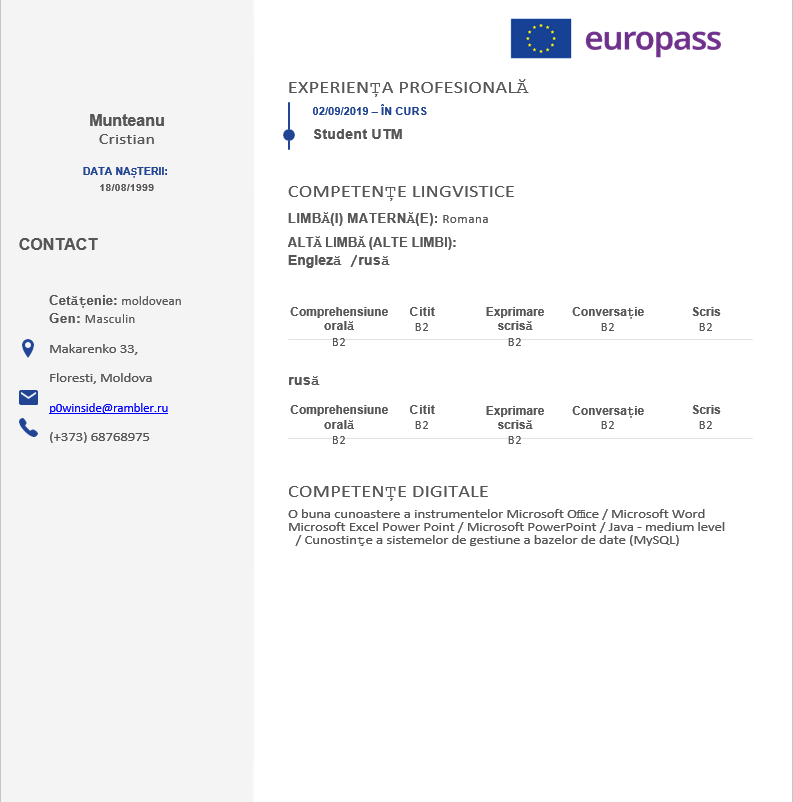 europass
Munteanu
Cristian
DATA NAȘTERII:
18/08/1999
CONTACT
Cetățenie: moldovean
Gen: Masculin
Makarenko 33,
Floresti, Moldova
p0winside@rambler.ru
(+373) 68768975
EXPERIENȚA PROFESIONALĂ
02/09/2019 – ÎN CURS
Student UTM
COMPETENȚE LINGVISTICE
LIMBĂ(I) MATERNĂ(E): Romana
ALTĂ LIMBĂ (ALTE LIMBI):
Engleză /rusă
Comprehensiune Citit Exprimare Conversație Scris
orală B2 scrisă B2 B2
B2 B2
rusă
Comprehensiune Citit Exprimare Conversație Scris
orală B2 scrisă B2 B2
B2 B2
COMPETENȚE DIGITALE
O buna cunoastere a instrumentelor Microsoft Office / Microsoft Word
Microsoft Excel Power Point / Microsoft PowerPoint / Java - medium level
/ Cunostințe a sistemelor de gestiune a bazelor de date (MySQL)